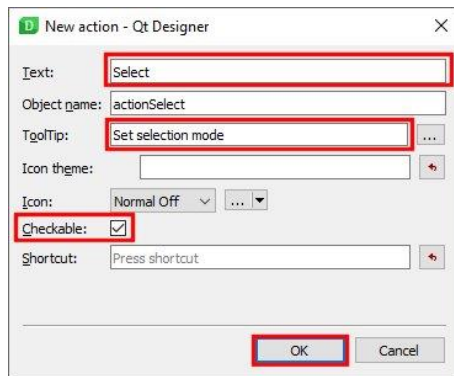 New action - Qt Designer
Text: Select
Object name: actionSelect
ToolTip: Set selection mode ...
Icon theme:
Icon: Normal Off ...
Checkable:
Shortcut: Press shortcut
OK Cancel